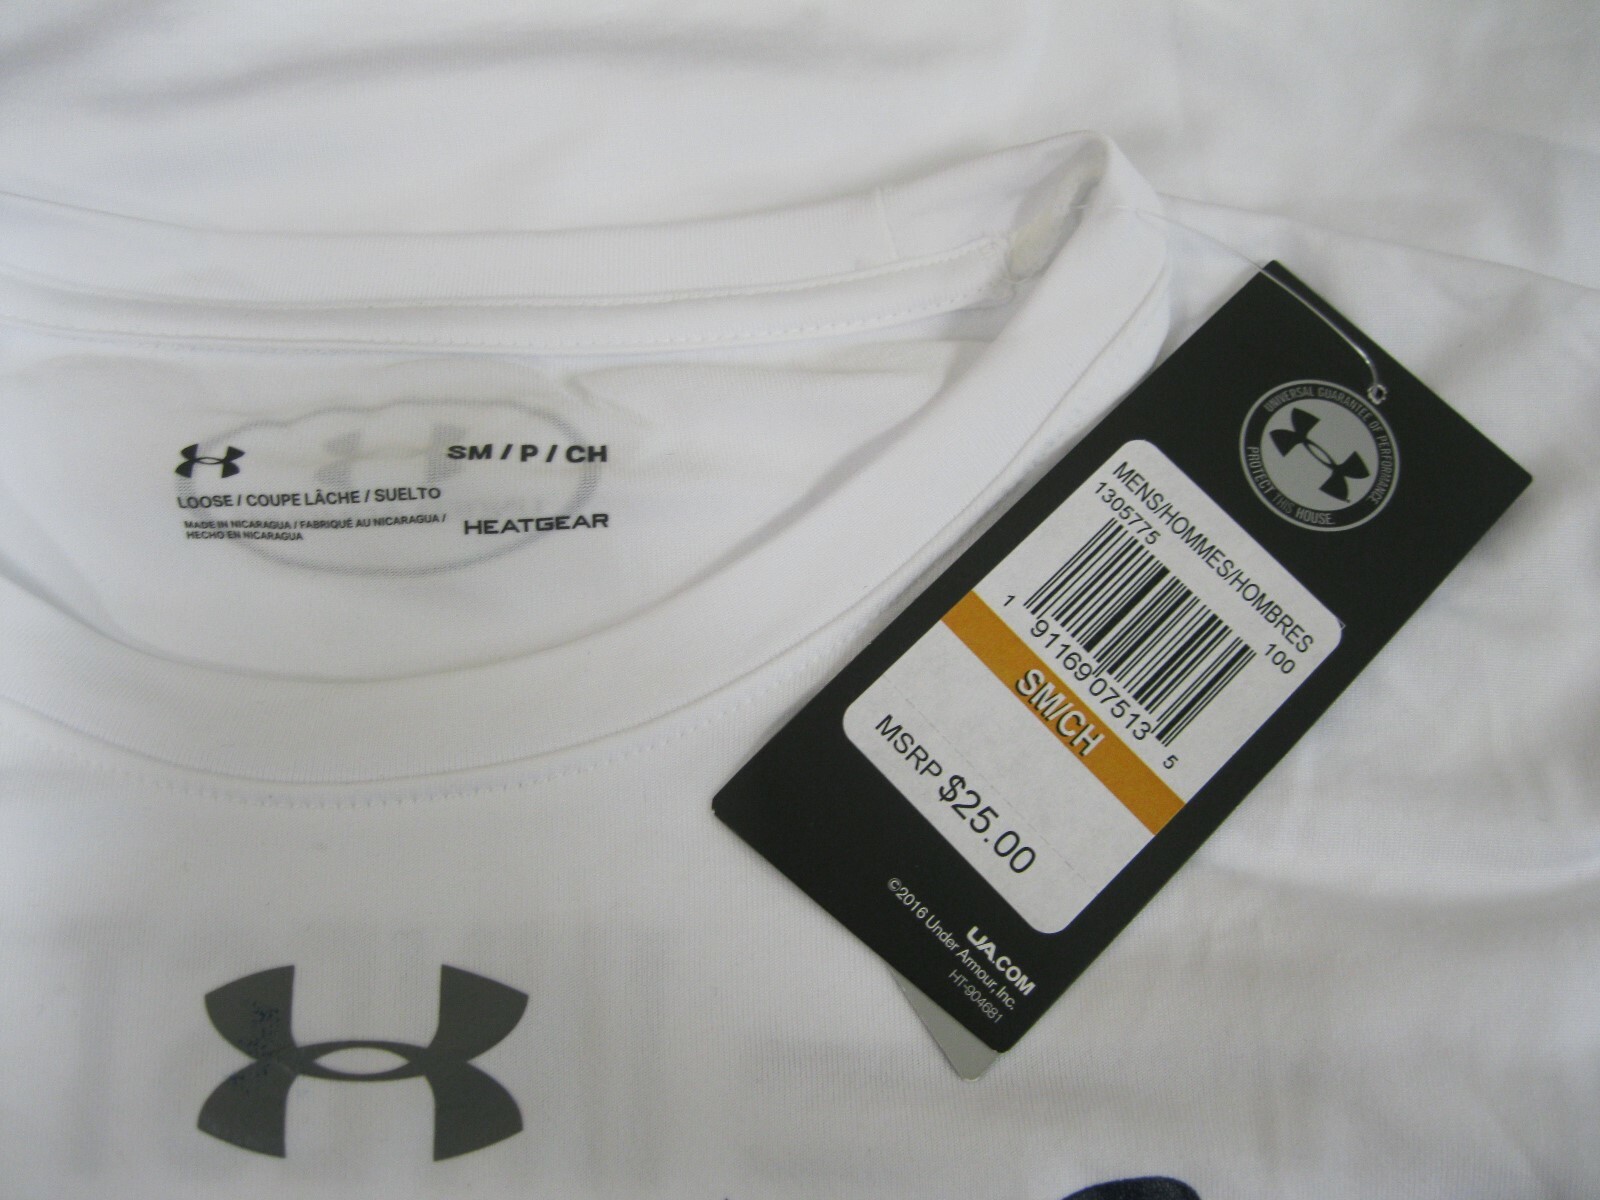 SM / P / CH
LOOSE / COUPE LÂCHE / SUELTO
MADE IN NICARAGUA / FABRIQUÉ AU NICARAGUA /
HECHO EN NICARAGUA
HEATGEAR
UNIVERSAL GUARANTEE OF PERFORMANCE
PROTECT THIS HOUSE.
MENS/HOMMES/HOMBRES
1305775 100
1 91169 07513 5
SM/CH
MSRP $25.00
UA.COM
©2016 Under Armour, Inc.
HT-904681